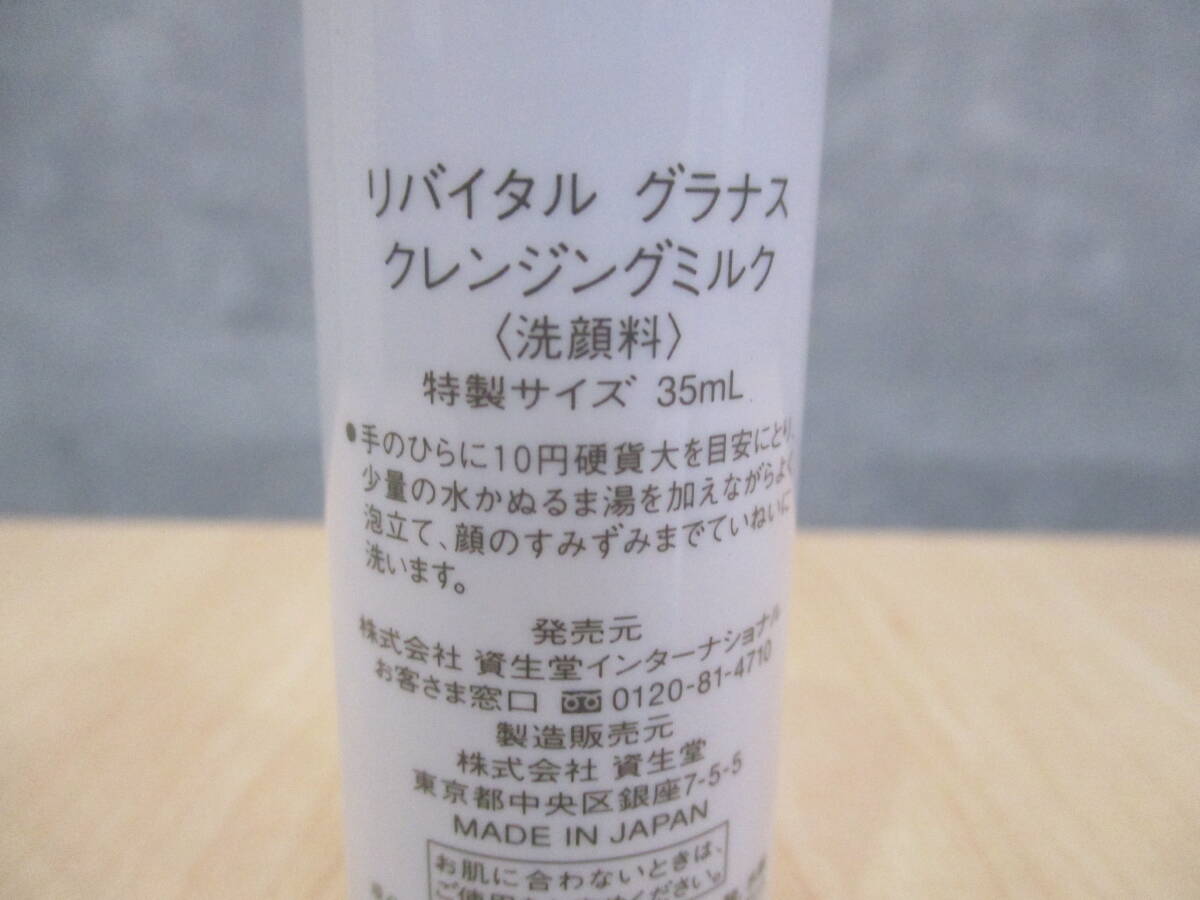 リバイタル グラナス
クレンジングミルク
〈洗顔料〉
特製サイズ 35mL
●手のひらに10円硬貨大を目安にとり、
少量の水かぬるま湯を加えながらよく
泡立て、顔のすみずみまでていねいに
洗います。
発売元
株式会社 資生堂インターナショナル
お客さま窓口 0120-81-4710
製造販売元
株式会社 資生堂
東京都中央区銀座7-5-5
MADE IN JAPAN
お肌に合わないときは、
ください。